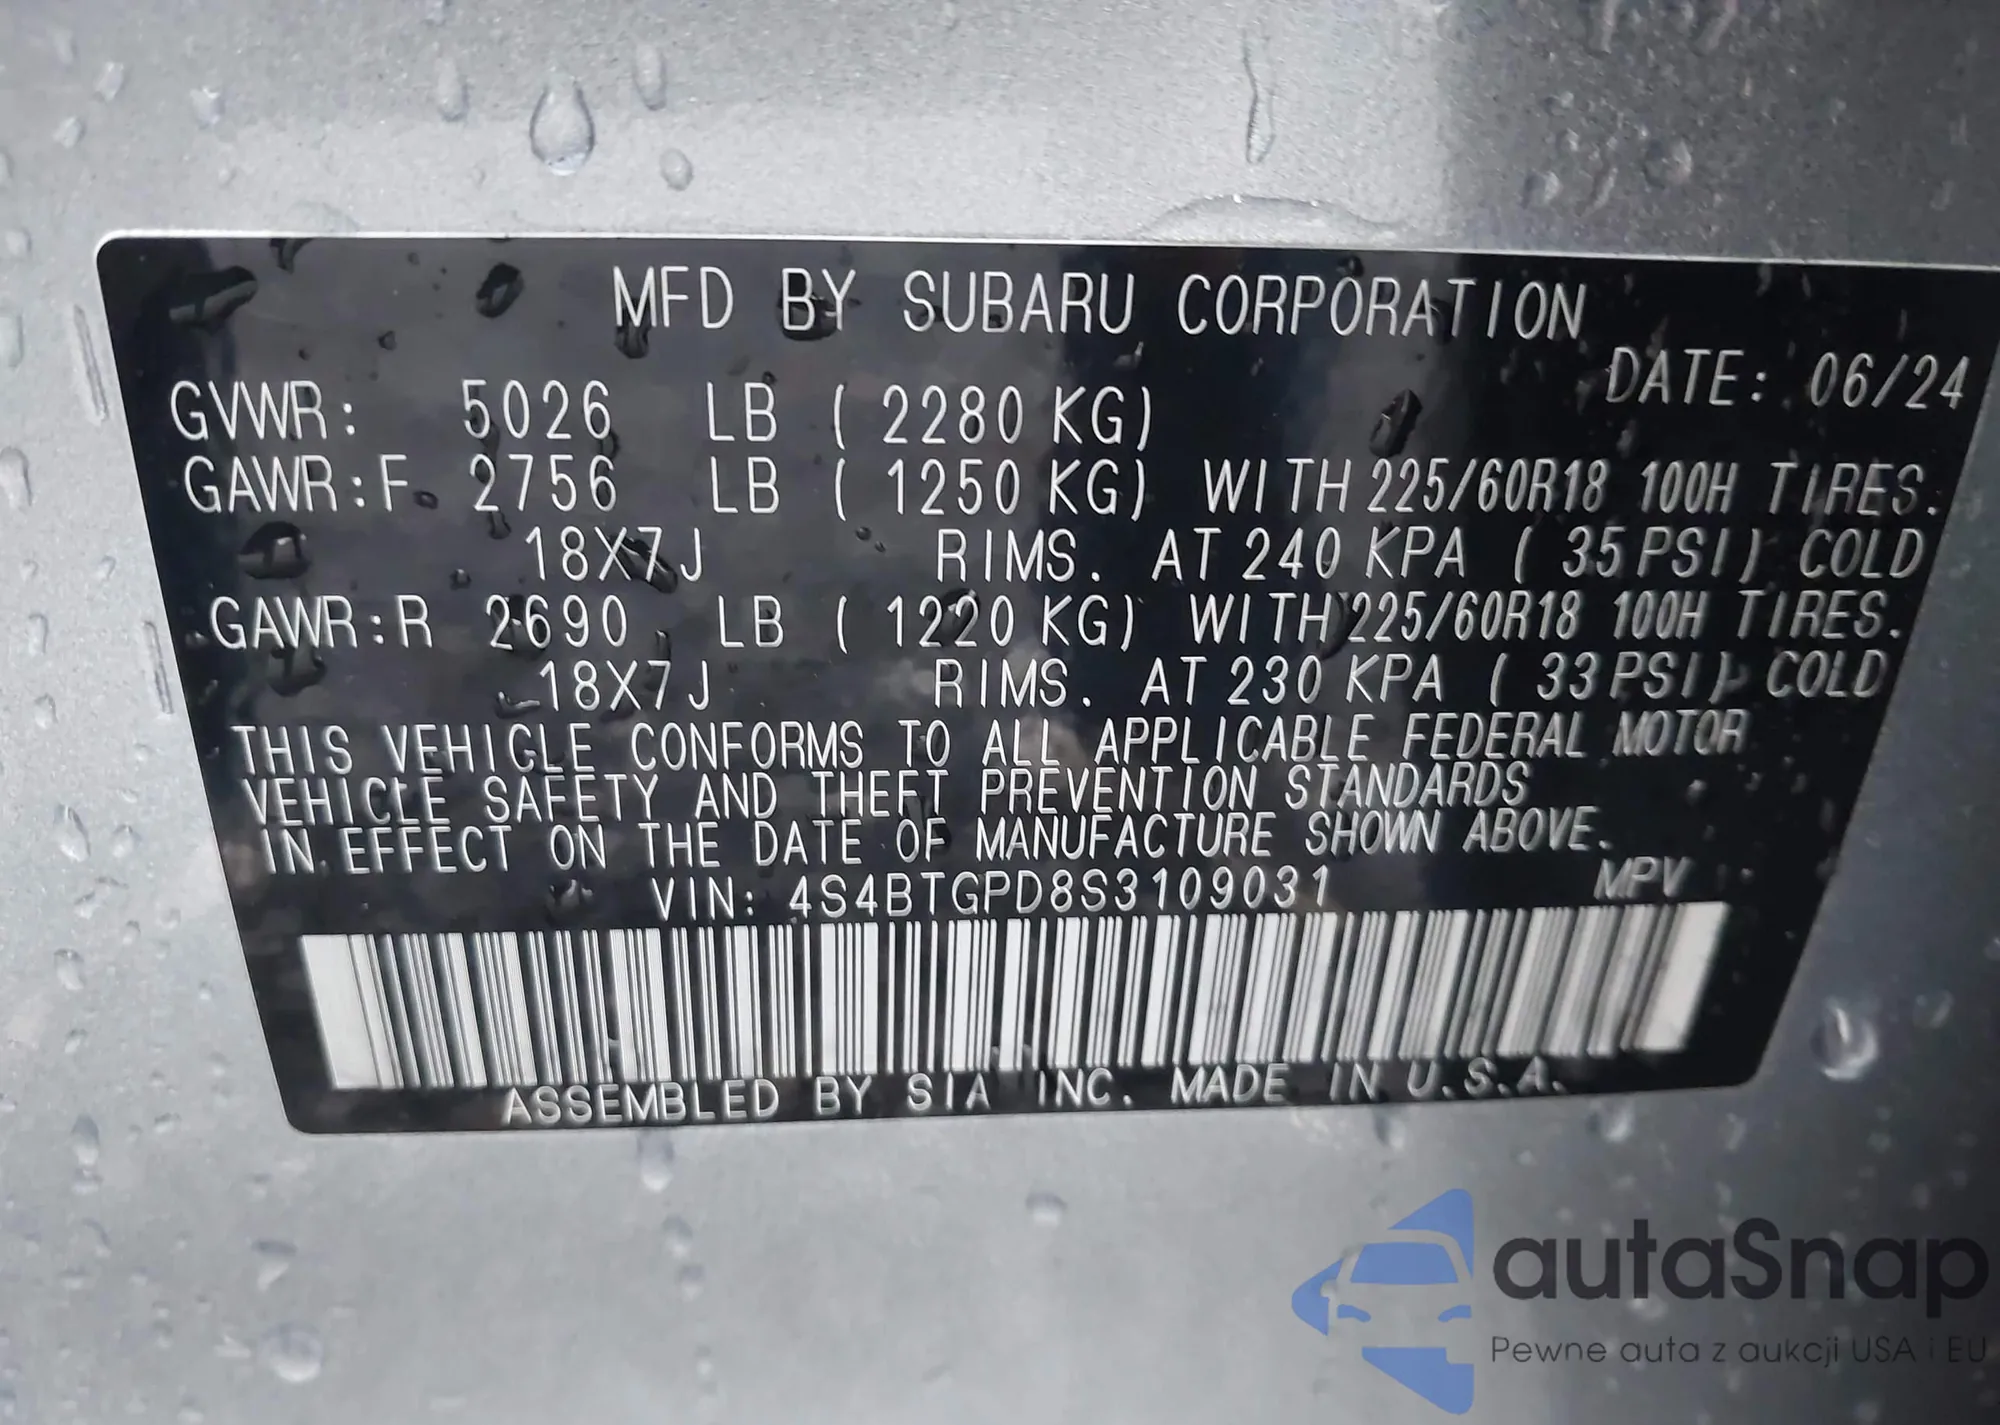 MFD BY SUBARU CORPORATION
DATE: 06/24
GVWR: 5026 LB ( 2280 KG)
GAWR:F 2756 LB ( 1250 KG) WITH 225/60R18 100H TIRES.
18X7J RIMS. AT 240 KPA ( 35 PSI) COLD
GAWR:R 2690 LB ( 1220 KG) WITH 225/60R18 100H TIRES.
18X7J RIMS. AT 230 KPA ( 33 PSI) COLD
THIS VEHICLE CONFORMS TO ALL APPLICABLE FEDERAL MOTOR
VEHICLE SAFETY AND THEFT PREVENTION STANDARDS
IN EFFECT ON THE DATE OF MANUFACTURE SHOWN ABOVE.
VIN: 4S4BTGPD8S3109031 MPV
ASSEMBLED BY SIA INC. MADE IN U.S.A.
autaSnap
Pewne auta z aukcji USA i EU